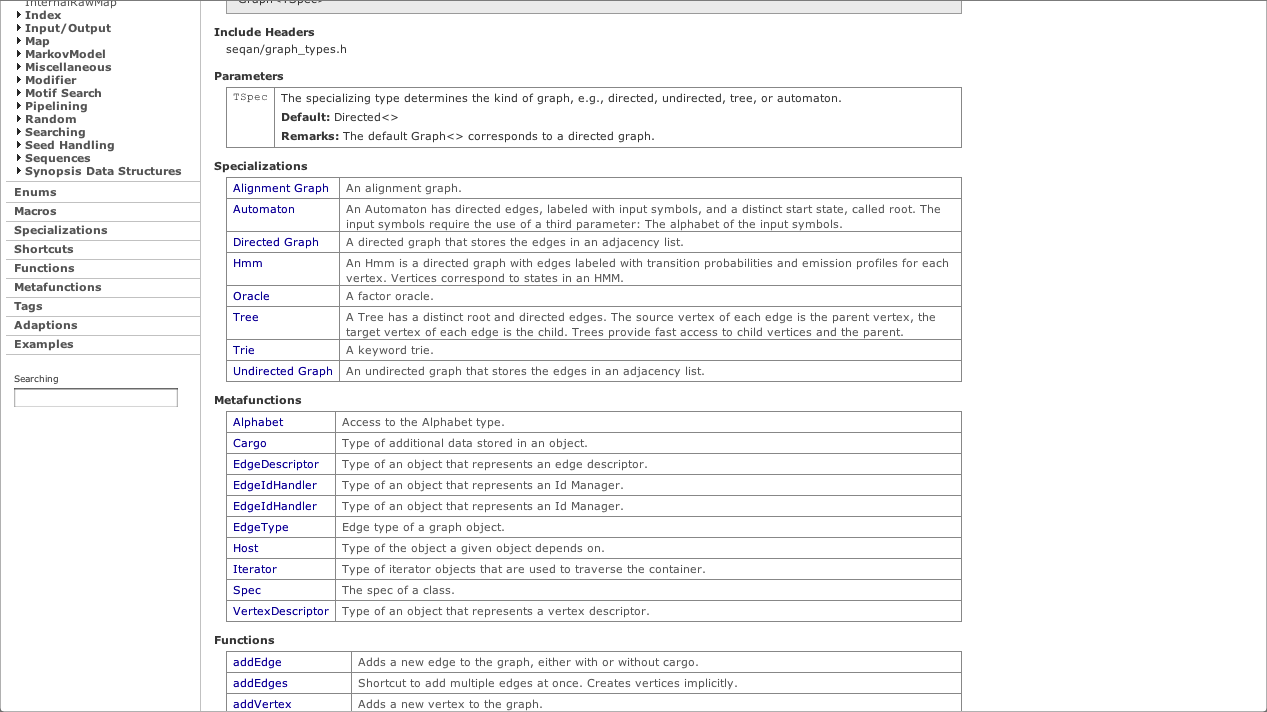 InternalRawMap
Index
Input/Output
Map
MarkovModel
Miscellaneous
Modifier
Motif Search
Pipelining
Random
Searching
Seed Handling
Sequences
Synopsis Data Structures
Enums
Macros
Specializations
Shortcuts
Functions
Metafunctions
Tags
Adaptions
Examples
Searching
Graph<TSpec>
Include Headers
seqan/graph_types.h
Parameters
TSpec The specializing type determines the kind of graph, e.g., directed, undirected, tree, or automaton.
Default: Directed<>
Remarks: The default Graph<> corresponds to a directed graph.
Specializations
Alignment Graph An alignment graph.
Automaton An Automaton has directed edges, labeled with input symbols, and a distinct start state, called root. The
input symbols require the use of a third parameter: The alphabet of the input symbols.
Directed Graph A directed graph that stores the edges in an adjacency list.
Hmm An Hmm is a directed graph with edges labeled with transition probabilities and emission profiles for each
vertex. Vertices correspond to states in an HMM.
Oracle A factor oracle.
Tree A Tree has a distinct root and directed edges. The source vertex of each edge is the parent vertex, the
target vertex of each edge is the child. Trees provide fast access to child vertices and the parent.
Trie A keyword trie.
Undirected Graph An undirected graph that stores the edges in an adjacency list.
Metafunctions
Alphabet Access to the Alphabet type.
Cargo Type of additional data stored in an object.
EdgeDescriptor Type of an object that represents an edge descriptor.
EdgeIdHandler Type of an object that represents an Id Manager.
EdgeIdHandler Type of an object that represents an Id Manager.
EdgeType Edge type of a graph object.
Host Type of the object a given object depends on.
Iterator Type of iterator objects that are used to traverse the container.
Spec The spec of a class.
VertexDescriptor Type of an object that represents a vertex descriptor.
Functions
addEdge Adds a new edge to the graph, either with or without cargo.
addEdges Shortcut to add multiple edges at once. Creates vertices implicitly.
addVertex Adds a new vertex to the graph.